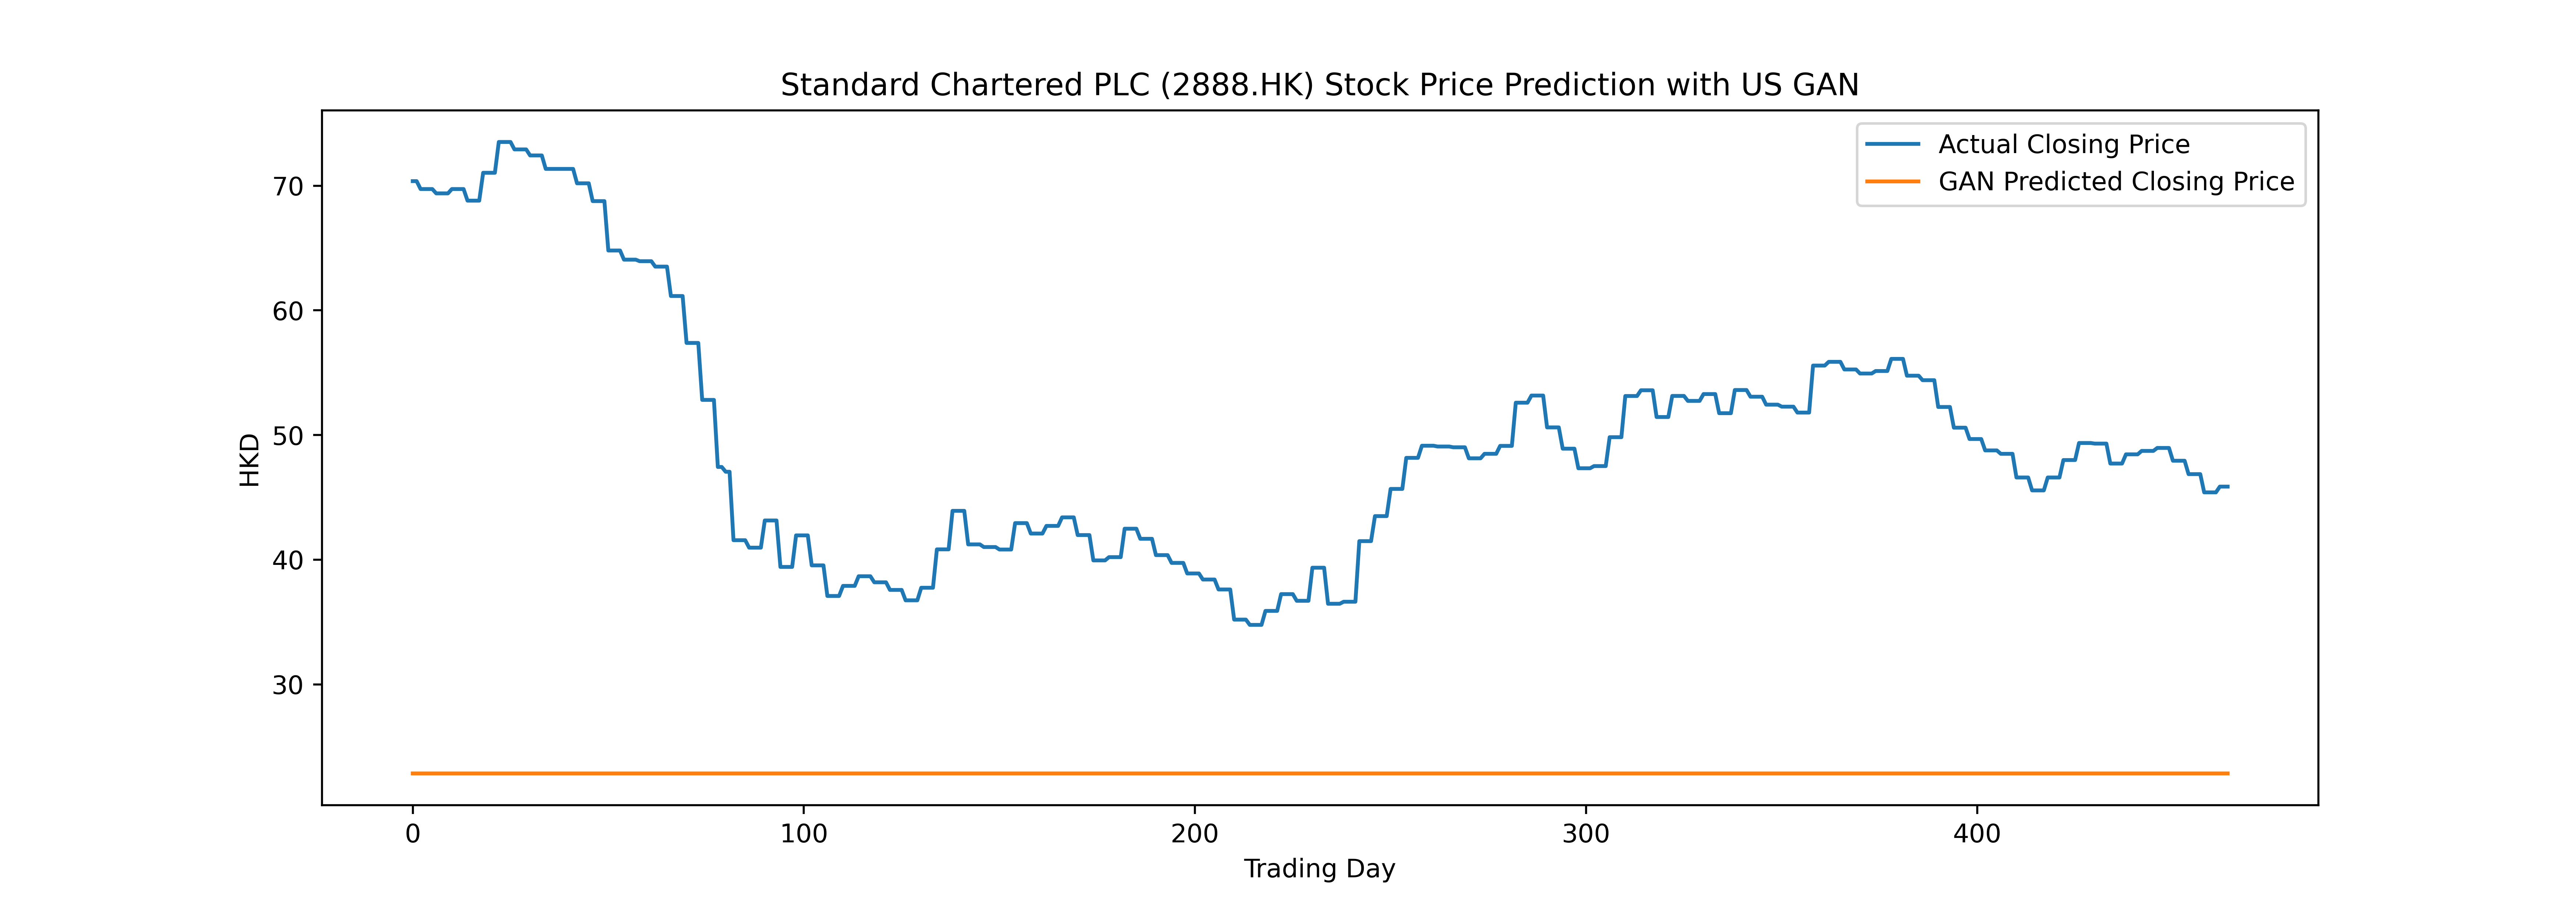 Standard Chartered PLC (2888.HK) Stock Price Prediction with US GAN
Actual Closing Price
GAN Predicted Closing Price
70
60
50
40
30
HKD
0 100 200 300 400
Trading Day